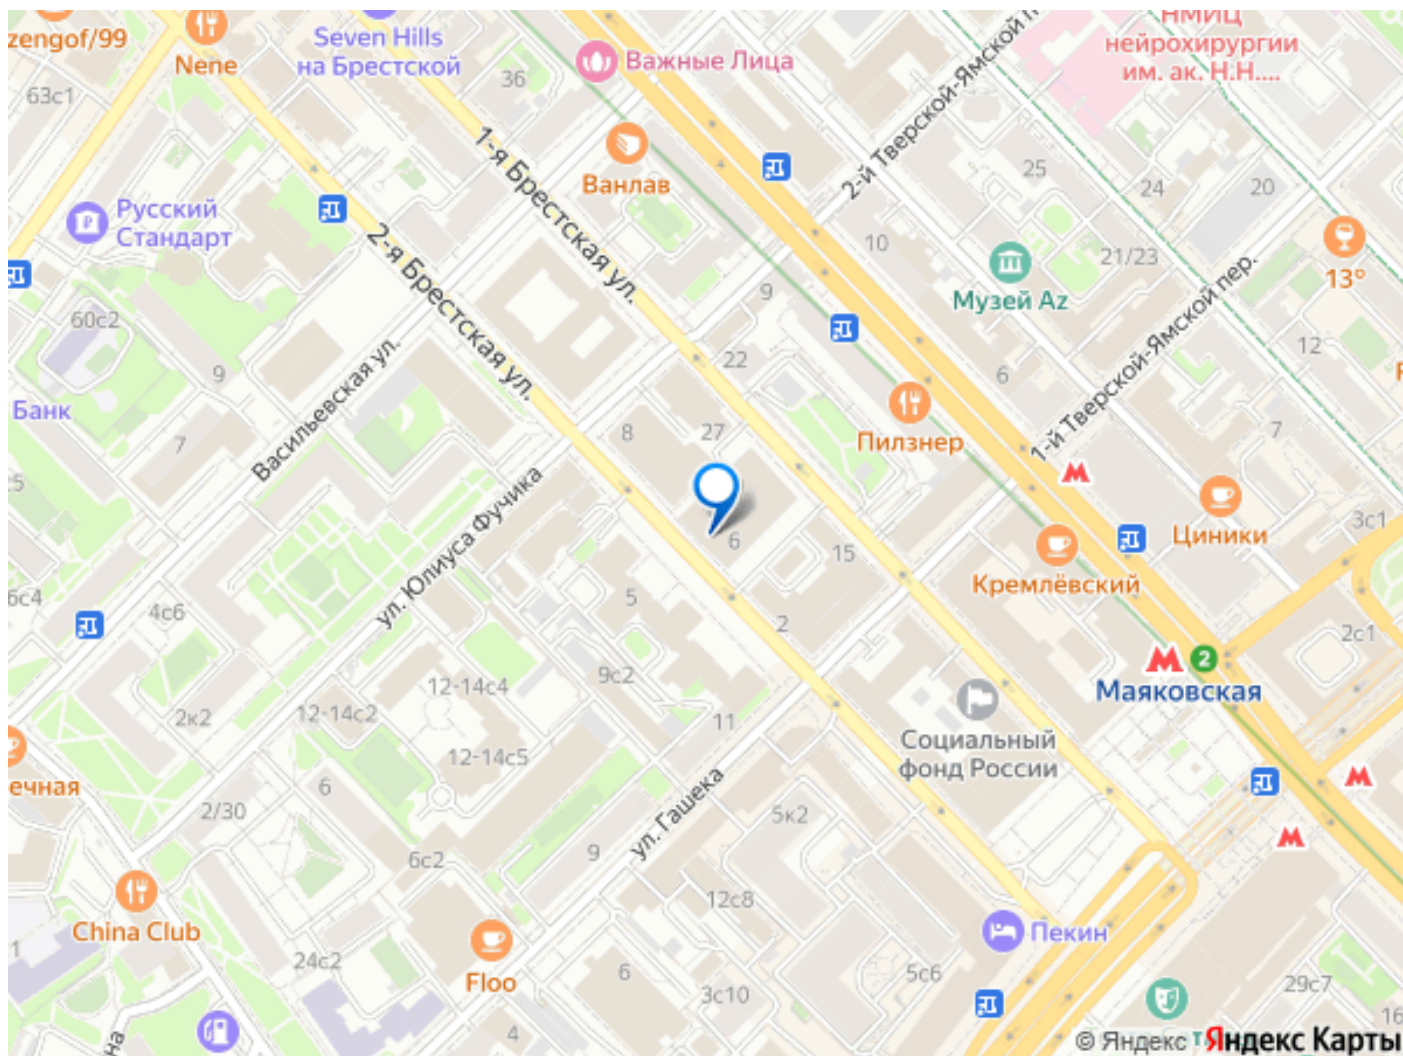 zengof/99
Nene
Seven Hills
на Брестской
Важные Лица
НМИЦ
нейрохирургии
им. ак. Н.Н....
63с1
36
1-я Брестская ул.
Ванлав
2-й Тверской-Ямской п
25
24
20
Русский
Стандарт
2-я Брестская ул.
10
21/23
13°
Музей Az
9
60с2
9
22
12
6
1-й Тверской-Ямской пер.
Банк
7
Васильевская ул.
8
27
Пилзнер
7
5
ул. Юлиуса Фучика
6
15
Циники
3с1
Кремлёвский
6с4
4с6
5
2
2с1
2
Маяковская
9с2
12-14с4
2к2
12-14с2
11
Социальный
фонд России
12-14с5
ечная
6
2/30
ул. Гашека
5к2
6с2
9
12с8
China Club
Пекин
1
24с2
Floo
6
3с10
5с6
29с7
4
16
на
© Яндекс
Яндекс Карты